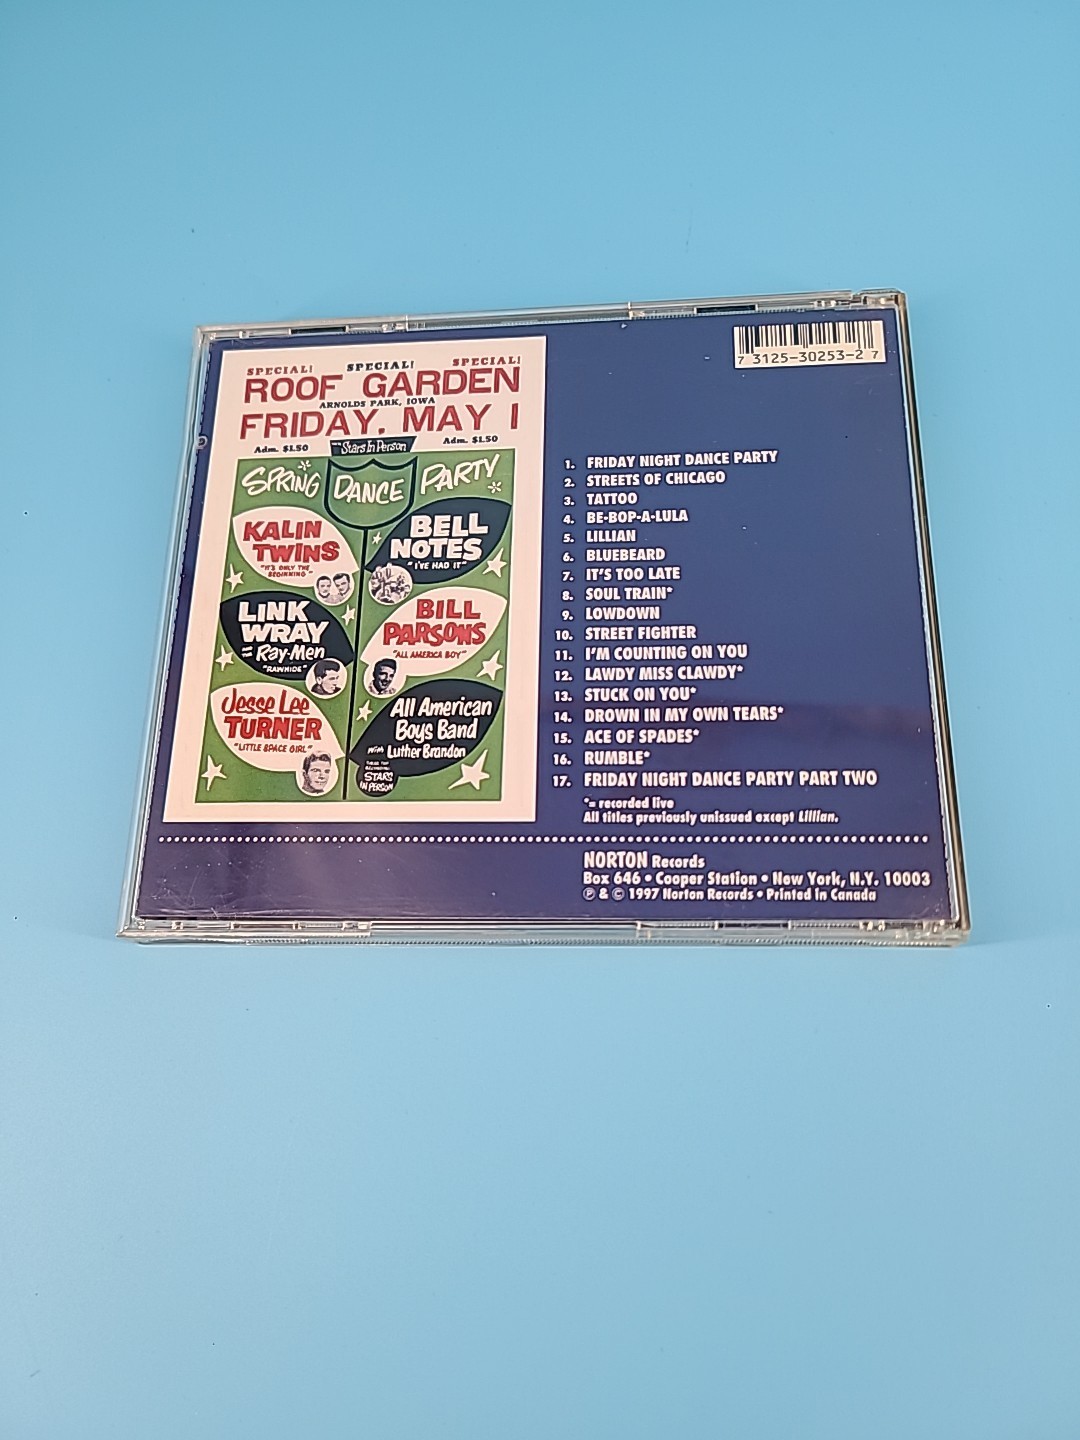 SPECIAL! SPECIAL! SPECIAL!
ROOF GARDEN
ARNOLDS PARK, IOWA
FRIDAY, MAY 1
Adm. $1.50 Stars In Person Adm. $1.50
SPRING DANCE PARTY
KALIN
TWINS
"IT'S ONLY THE
BEGINNING"
BELL
NOTES
"I'VE HAD IT"
LINK
WRAY
AND THE Ray-Men
"RAWHIDE"
BILL
PARSONS
"ALL AMERICA BOY"
Jesse Lee
TURNER
"LITTLE SPACE GIRL"
All American
Boys Band
With Luther Brandon
STARS
IN PERSON
7 3125-30253-2 7
1. FRIDAY NIGHT DANCE PARTY
2. STREETS OF CHICAGO
3. TATTOO
4. BE-BOP-A-LULA
5. LILLIAN
6. BLUEBEARD
7. IT'S TOO LATE
8. SOUL TRAIN*
9. LOWDOWN
10. STREET FIGHTER
11. I'M COUNTING ON YOU
12. LAWDY MISS CLAWDY*
13. STUCK ON YOU*
14. DROWN IN MY OWN TEARS*
15. ACE OF SPADES*
16. RUMBLE*
17. FRIDAY NIGHT DANCE PARTY PART TWO
*= recorded live
All titles previously unissued except Lillian.
NORTON Records
Box 646 • Cooper Station • New York, N.Y. 10003
℗ & © 1997 Norton Records • Printed in Canada